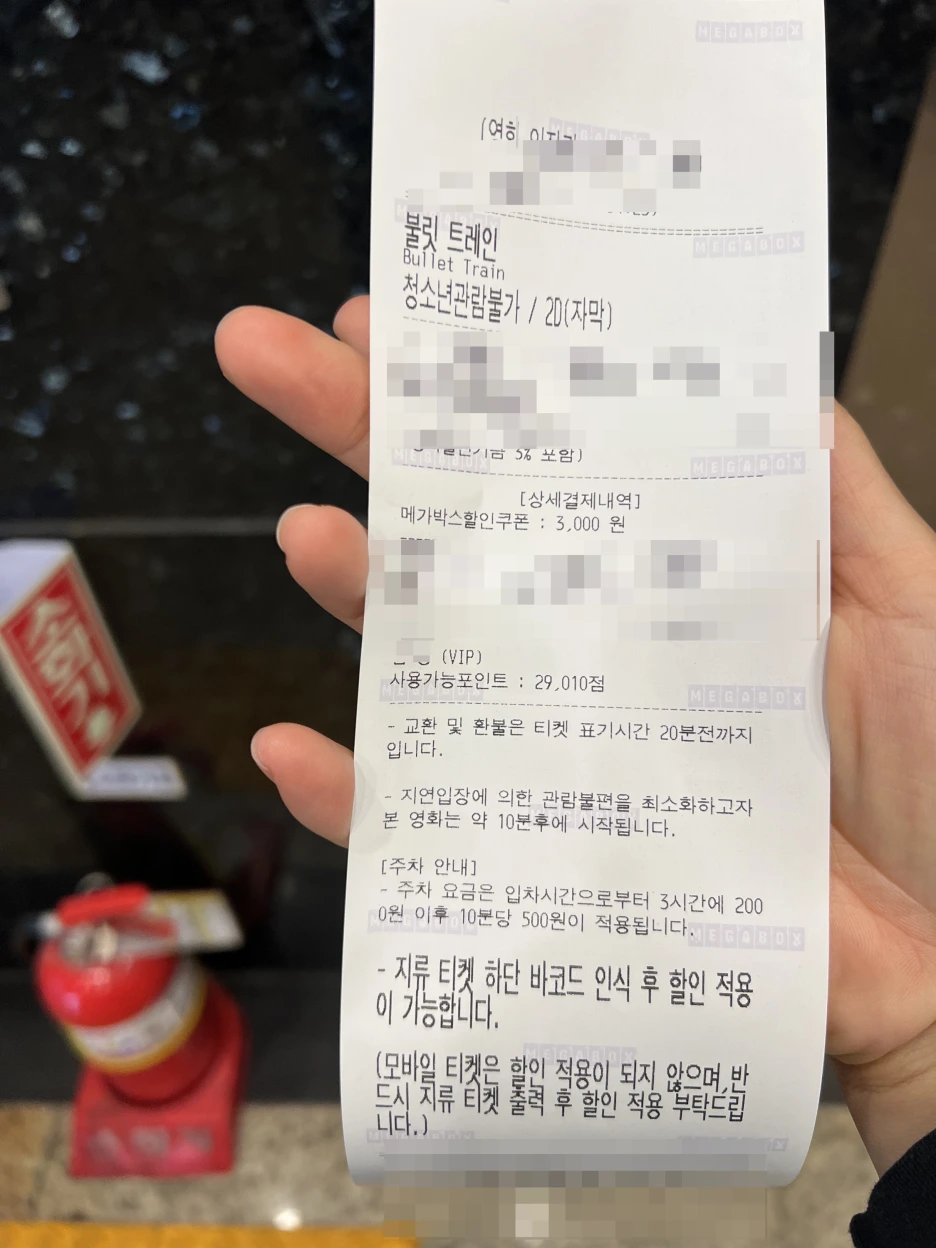 MEGABOX
불릿 트레인
Bullet Train
청소년관람불가 / 2D(자막)
3% 포함)
[상세결제내역]
메가박스할인쿠폰 : 3,000 원
(VIP)
사용가능포인트 : 29,010점
- 교환 및 환불은 티켓 표기시간 20분전까지
입니다.
- 지연입장에 의한 관람불편을 최소화하고자
본 영화는 약 10분후에 시작됩니다.
[주차 안내]
- 주차 요금은 입차시간으로부터 3시간에 200
0원 이후 10분당 500원이 적용됩니다.
- 지류 티켓 하단 바코드 인식 후 할인 적용
이 가능합니다.
(모바일 티켓은 할인 적용이 되지 않으며,반
드시 지류 티켓 출력 후 할인 적용 부탁드립
니다.)
소화기